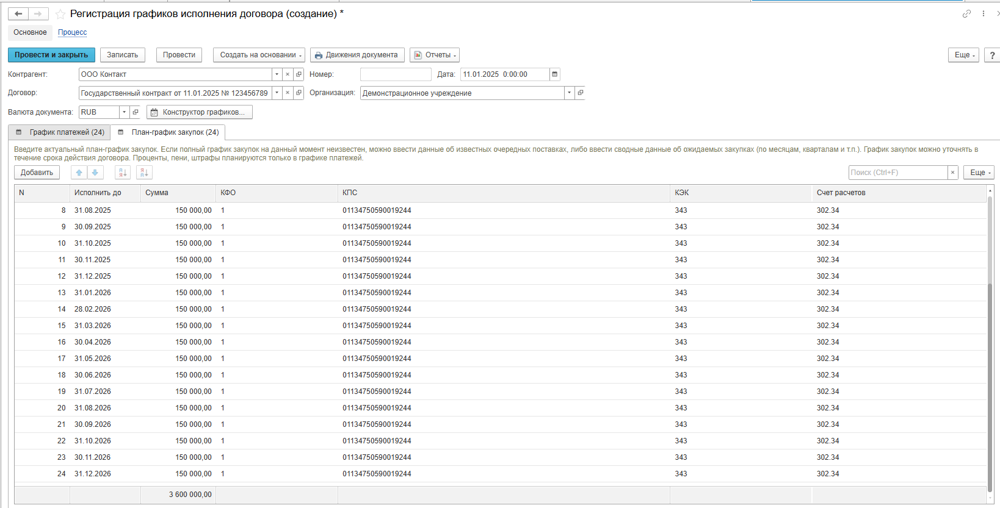 Регистрация графиков исполнения договора (создание) *
Основное Процесс
Провести и закрыть Записать Провести Создать на основании Движения документа Отчеты Еще ?
Контрагент: ООО Контакт Номер: Дата: 11.01.2025 0:00:00
Договор: Государственный контракт от 11.01.2025 № 123456789 Организация: Демонстрационное учреждение
Валюта документа: RUB Конструктор графиков...
График платежей (24) План-график закупок (24)
Введите актуальный план-график закупок. Если полный график закупок на данный момент неизвестен, можно ввести данные об известных очередных поставках, либо ввести сводные данные об ожидаемых закупках (по месяцам, кварталам и т.п.). График закупок можно уточнять в
течение срока действия договора. Проценты, пени, штрафы планируются только в графике платежей.
Добавить Поиск (Ctrl+F) × Еще
N Исполнить до Сумма КФО КПС КЭК Счет расчетов
8 31.08.2025 150 000,00 1 01134750590019244 343 302.34
9 30.09.2025 150 000,00 1 01134750590019244 343 302.34
10 31.10.2025 150 000,00 1 01134750590019244 343 302.34
11 30.11.2025 150 000,00 1 01134750590019244 343 302.34
12 31.12.2025 150 000,00 1 01134750590019244 343 302.34
13 31.01.2026 150 000,00 1 01134750590019244 343 302.34
14 28.02.2026 150 000,00 1 01134750590019244 343 302.34
15 31.03.2026 150 000,00 1 01134750590019244 343 302.34
16 30.04.2026 150 000,00 1 01134750590019244 343 302.34
17 31.05.2026 150 000,00 1 01134750590019244 343 302.34
18 30.06.2026 150 000,00 1 01134750590019244 343 302.34
19 31.07.2026 150 000,00 1 01134750590019244 343 302.34
20 31.08.2026 150 000,00 1 01134750590019244 343 302.34
21 30.09.2026 150 000,00 1 01134750590019244 343 302.34
22 31.10.2026 150 000,00 1 01134750590019244 343 302.34
23 30.11.2026 150 000,00 1 01134750590019244 343 302.34
24 31.12.2026 150 000,00 1 01134750590019244 343 302.34
3 600 000,00